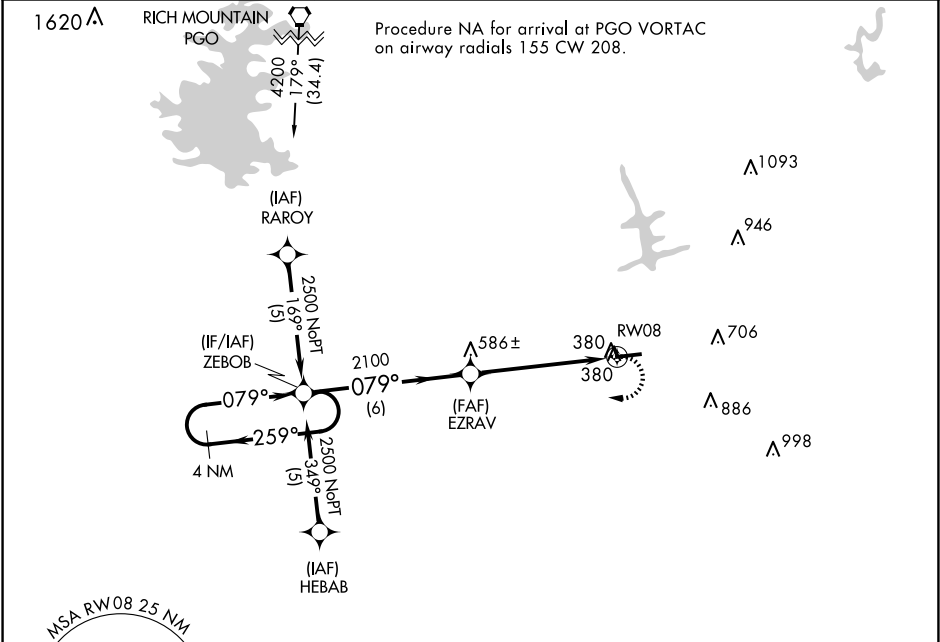 1620
RICH MOUNTAIN
PGO
4200
179°
(34.4)
Procedure NA for arrival at PGO VORTAC
on airway radials 155 CW 208.
1093
946
(IAF)
RAROY
2500 NoPT
169°
(5)
(IF/IAF)
ZEBOB
2100
079°
(6)
586±
380
RW08
380
706
079°
259°
4 NM
(FAF)
EZRAV
886
998
2500 NoPT
349°
(5)
(IAF)
HEBAB
MSA RW08 25 NM